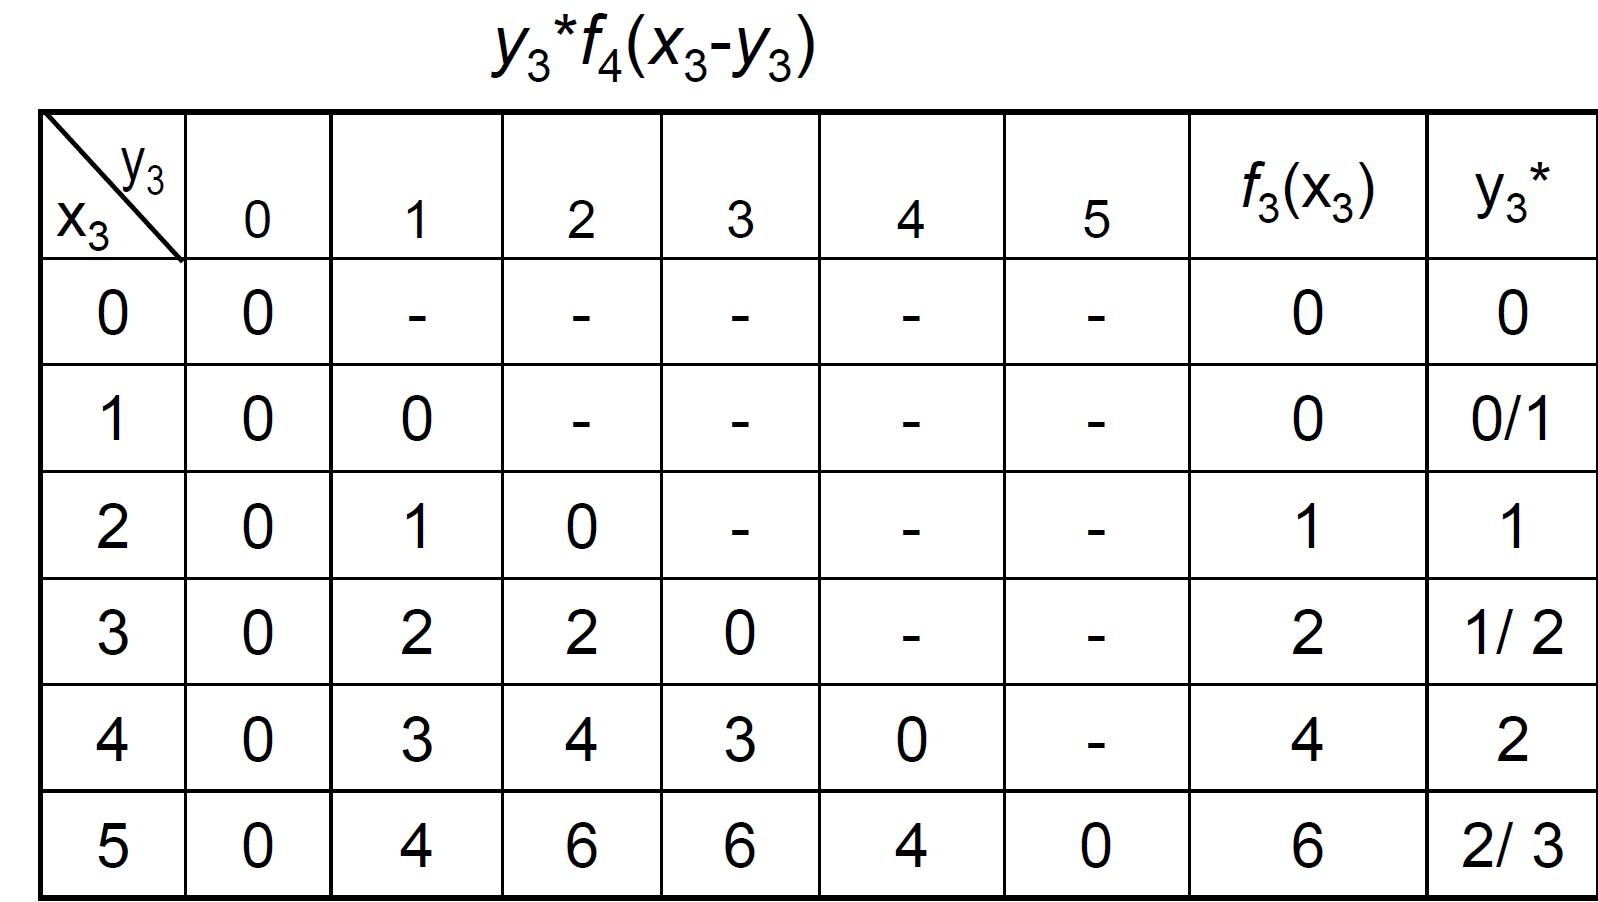 y3*f4(x3-y3)
x3 y3 0 1 2 3 4 5 f3(x3) y3*
0 0 - - - - - 0 0
1 0 0 - - - - 0 0/1
2 0 1 0 - - - 1 1
3 0 2 2 0 - - 2 1/ 2
4 0 3 4 3 0 - 4 2
5 0 4 6 6 4 0 6 2/ 3